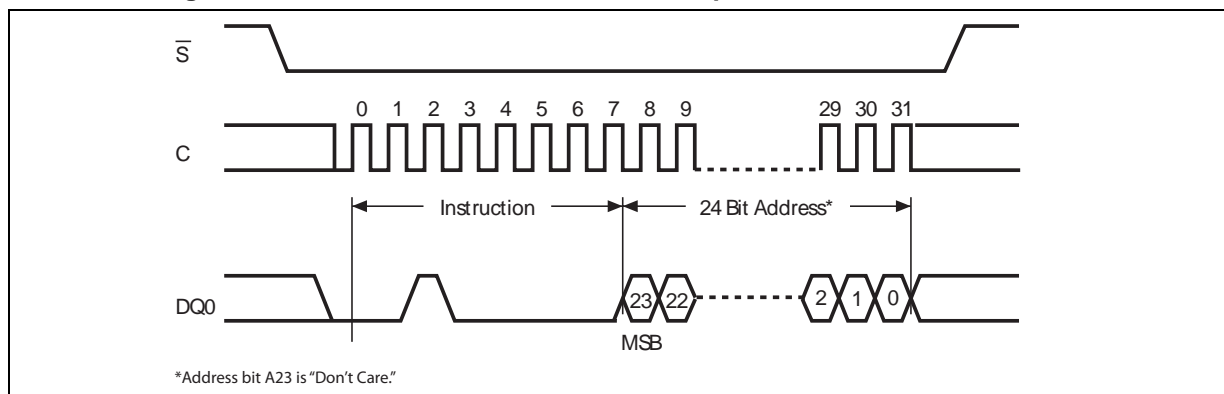 S
0 1 2 3 4 5 6 7 8 9 29 30 31
C
Instruction 24 Bit Address*
DQ0 23 22 2 1 0
MSB
*Address bit A23 is "Don't Care."